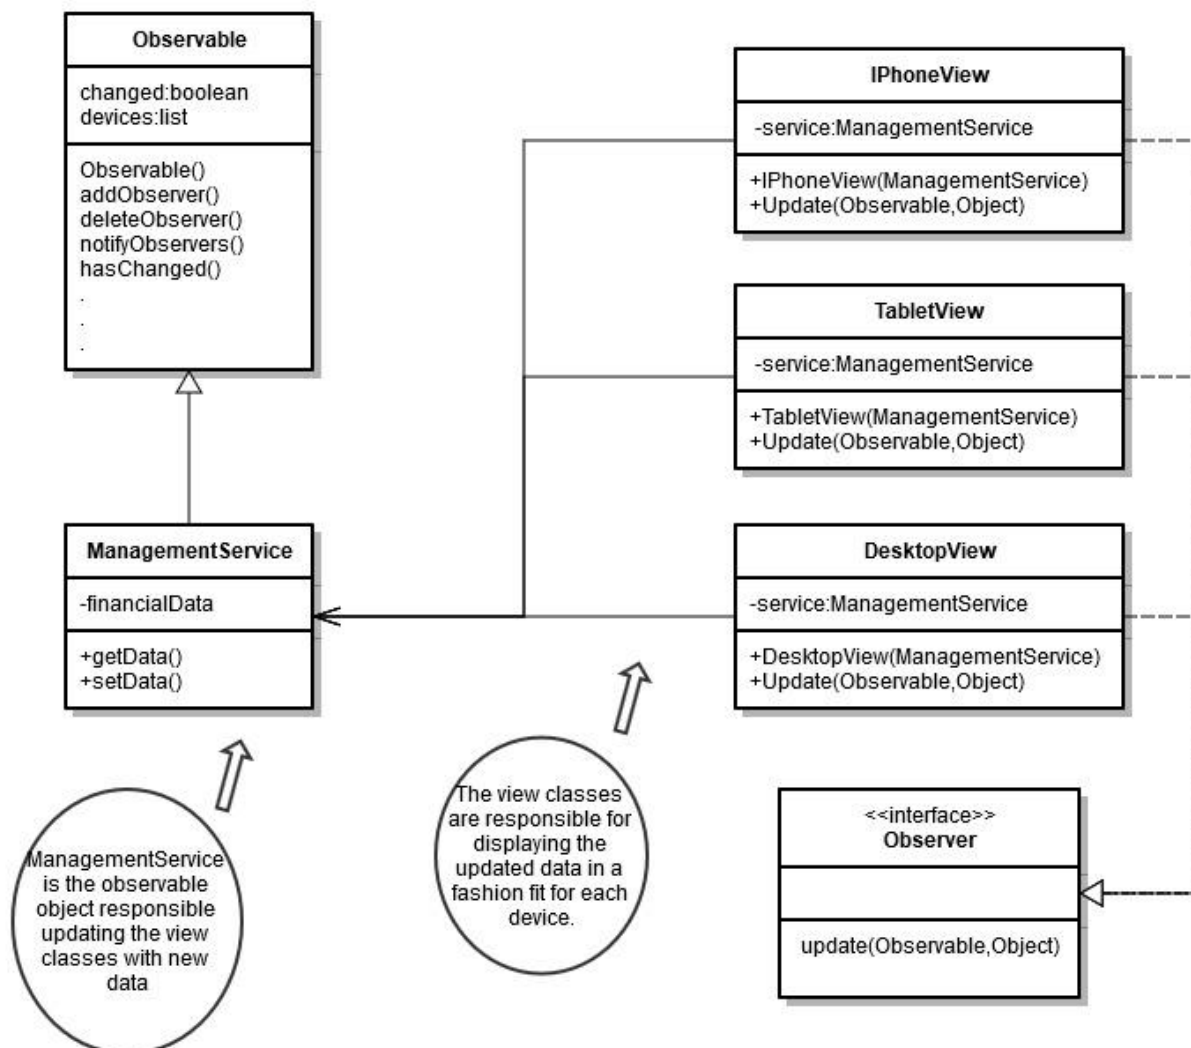 Observable
changed:boolean
devices:list
Observable()
addObserver()
deleteObserver()
notifyObservers()
hasChanged()
.
.
.
ManagementService
-financialData
+getData()
+setData()
ManagementService
is the observable
object responsible
updating the view
classes with new
data
IPhoneView
-service:ManagementService
+IPhoneView(ManagementService)
+Update(Observable,Object)
TabletView
-service:ManagementService
+TabletView(ManagementService)
+Update(Observable,Object)
DesktopView
-service:ManagementService
+DesktopView(ManagementService)
+Update(Observable,Object)
The view classes
are responsible for
displaying the
updated data in a
fashion fit for each
device.
<<interface>>
Observer
update(Observable,Object)